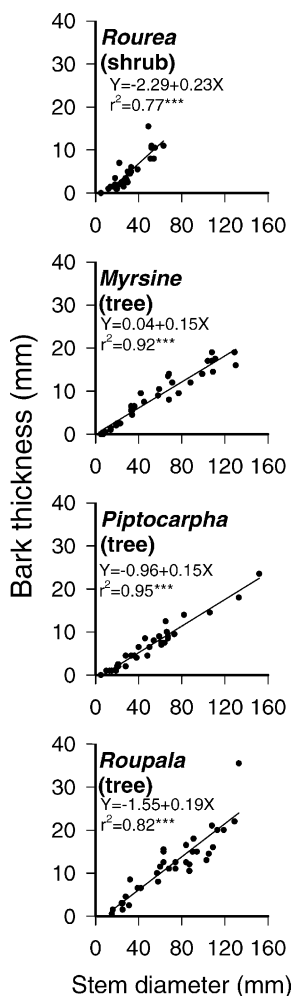 40
Rourea
(shrub)
Y=-2.29+0.23X
r²=0.77***
30
20
10
0
0 40 80 120 160
40
Myrsine
(tree)
Y=0.04+0.15X
r²=0.92***
30
20
10
0
0 40 80 120 160
Bark thickness (mm)
40
Piptocarpha
(tree)
Y=-0.96+0.15X
r²=0.95***
30
20
10
0
0 40 80 120 160
40
Roupala
(tree)
Y=-1.55+0.19X
r²=0.82***
30
20
10
0
0 40 80 120 160
Stem diameter (mm)